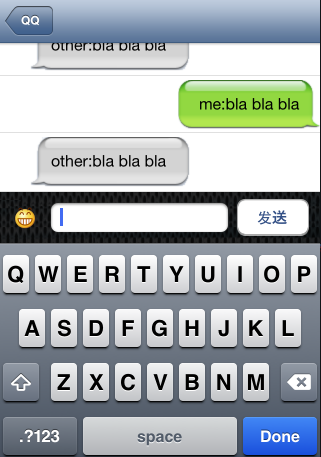 QQ
other:bla bla bla
me:bla bla bla
other:bla bla bla
发送
Q W E R T Y U I O P
A S D F G H J K L
Z X C V B N M
.?123 space Done